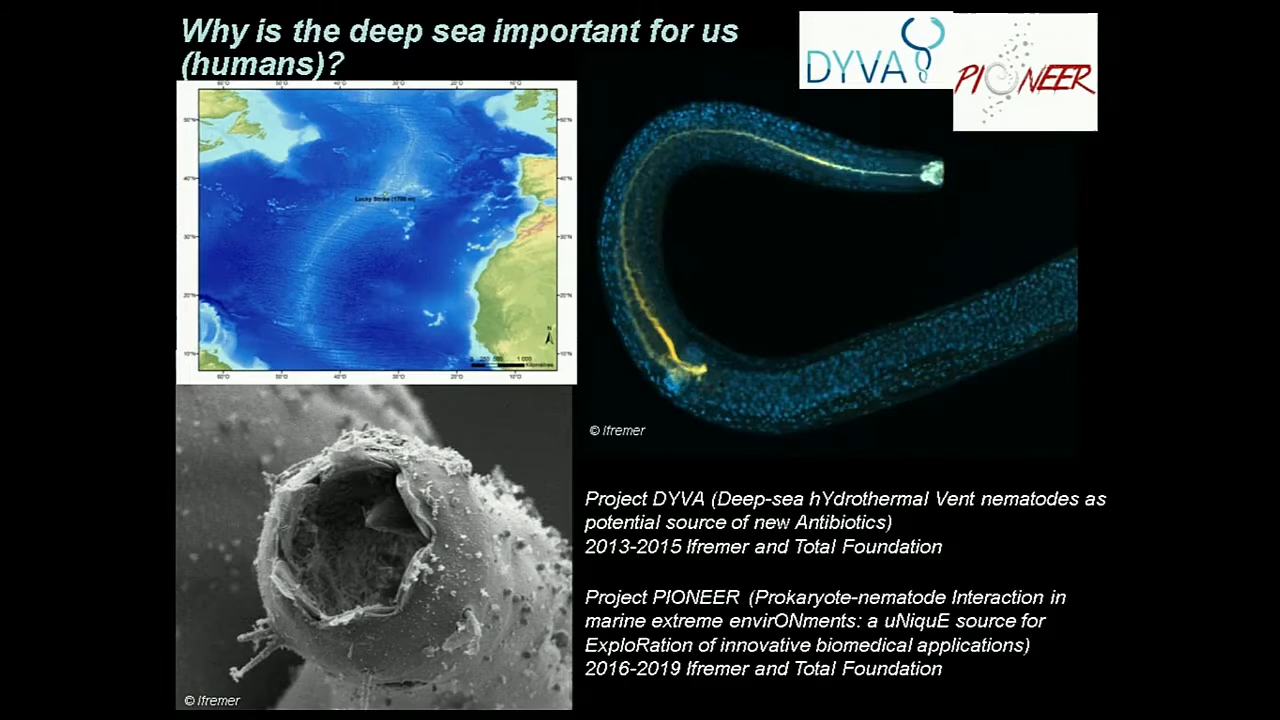 Why is the deep sea important for us
(humans)?
DYVA
PIONEER
Lucky Strike (1700 m)
© Ifremer
Project DYVA (Deep-sea hYdrothermal Vent nematodes as
potential source of new Antibiotics)
2013-2015 Ifremer and Total Foundation
Project PIONEER (Prokaryote-nematode Interaction in
marine extreme envirONments: a uNiquE source for
ExploRation of innovative biomedical applications)
2016-2019 Ifremer and Total Foundation
© Ifremer